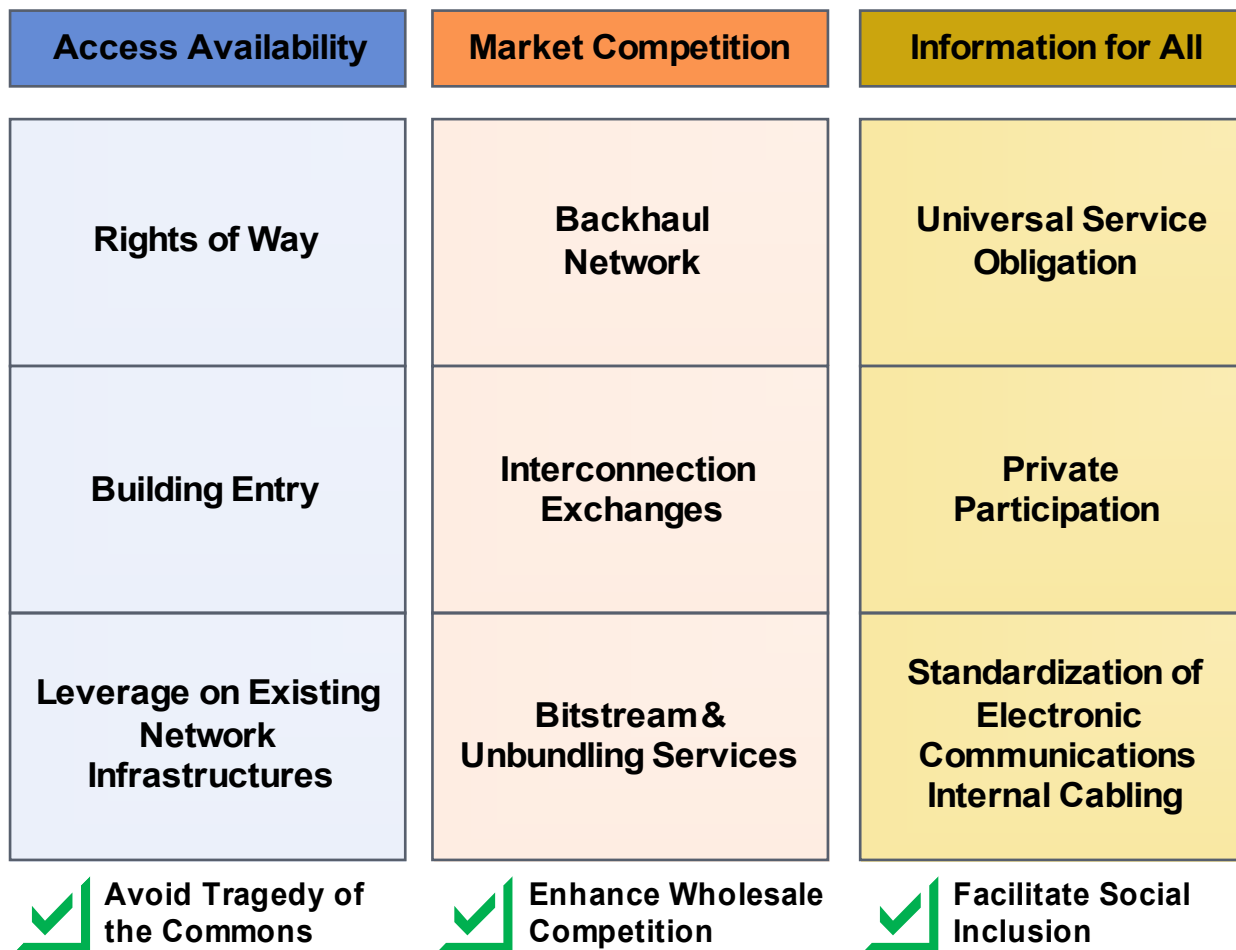 Access Availability
Market Competition
Information for All
Rights of Way
Backhaul
Network
Universal Service
Obligation
Building Entry
Interconnection
Exchanges
Private
Participation
Leverage on Existing
Network
Infrastructures
Bitstream &
Unbundling Services
Standardization of
Electronic
Communications
Internal Cabling
Avoid Tragedy of
the Commons
Enhance Wholesale
Competition
Facilitate Social
Inclusion